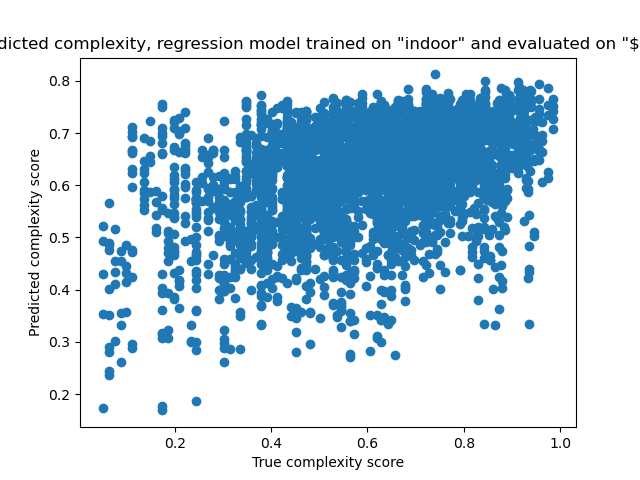 dicted complexity, regression model trained on "indoor" and evaluated on "$
0.8
0.7
0.6
0.5
0.4
0.3
0.2
Predicted complexity score
0.2 0.4 0.6 0.8 1.0
True complexity score